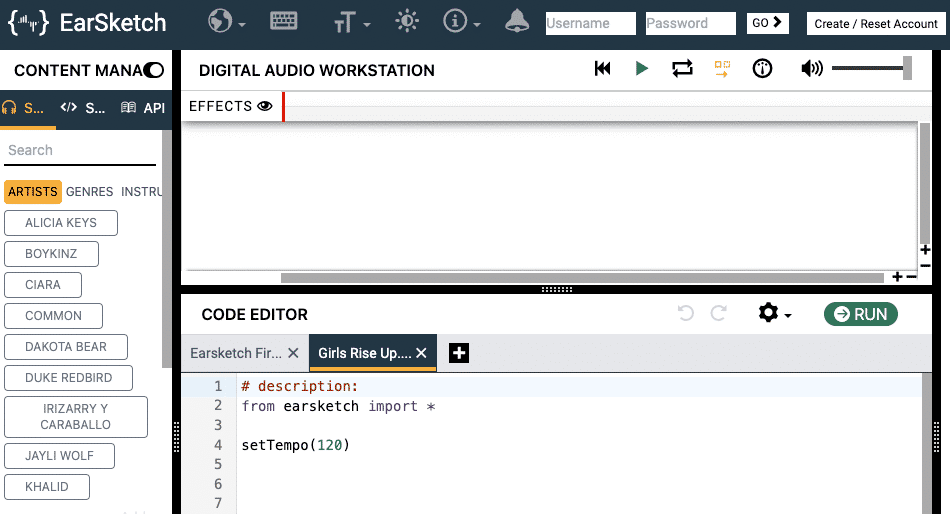 EarSketch
Username
Password
GO
Create / Reset Account
CONTENT MANA
DIGITAL AUDIO WORKSTATION
S...
S...
API
EFFECTS
Search
ARTISTS GENRES INSTRU
ALICIA KEYS
BOYKINZ
CIARA
COMMON
DAKOTA BEAR
DUKE REDBIRD
IRIZARRY Y
CARABALLO
JAYLI WOLF
KHALID
CODE EDITOR
RUN
Earsketch Fir...
Girls Rise Up....
1 # description:
2 from earsketch import *
3
4 setTempo(120)
5
6
7